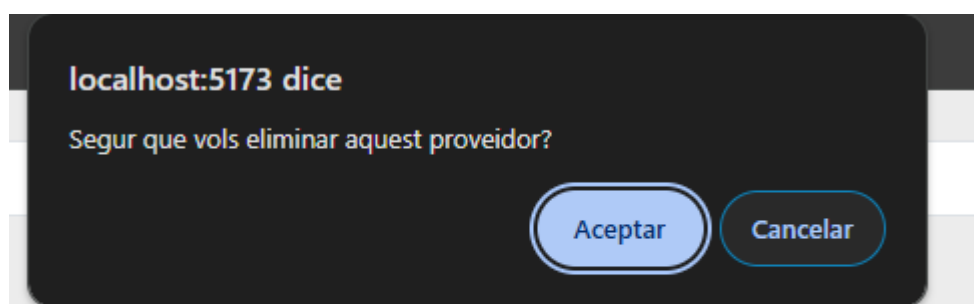 localhost:5173 dice
Segur que vols eliminar aquest proveidor?
Aceptar Cancelar